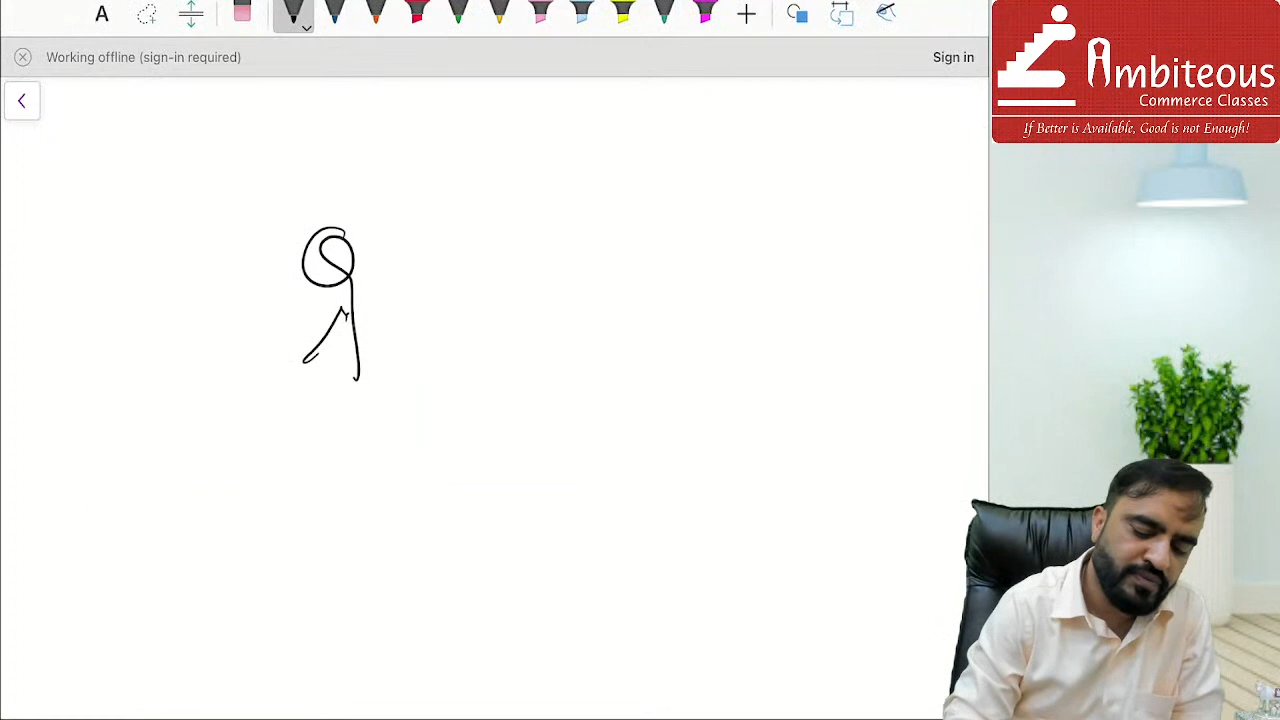 A
Working offline (sign-in required)
Sign in
Ambiteous
Commerce Classes
If Better is Available, Good is not Enough!